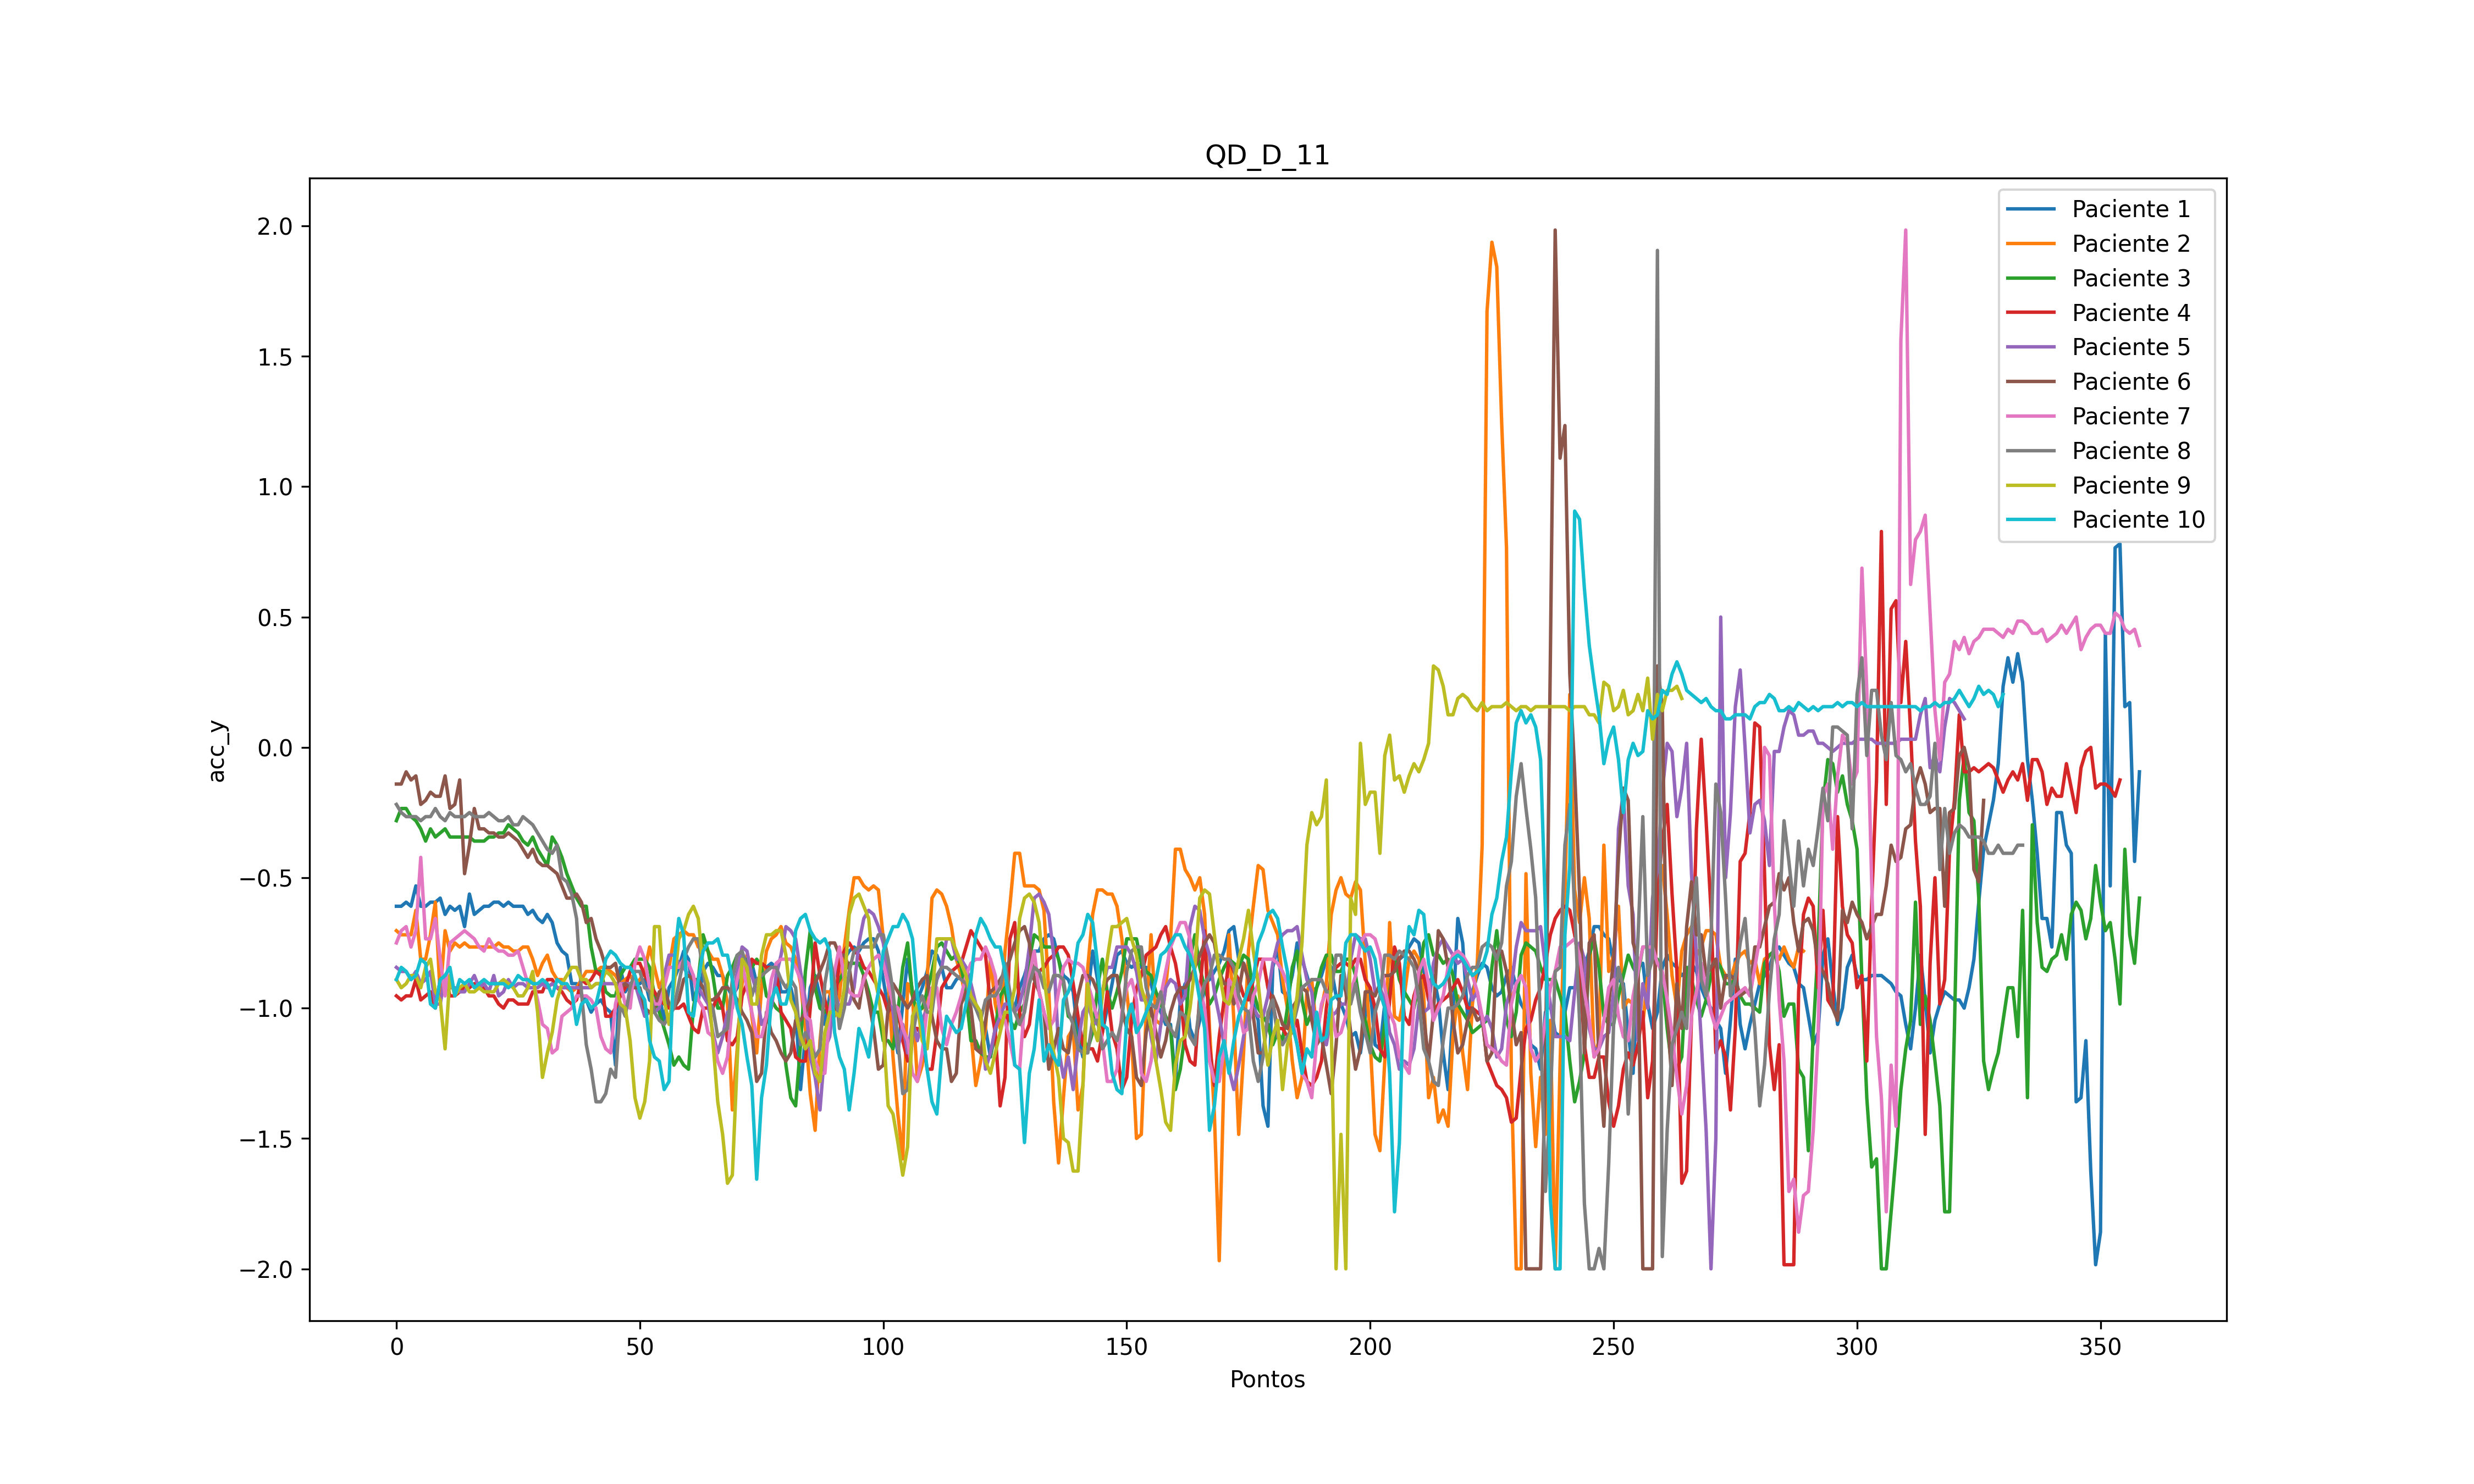 QD_D_11
2.0
1.5
1.0
0.5
0.0
−0.5
−1.0
−1.5
−2.0
acc_y
0 50 100 150 200 250 300 350
Pontos
Paciente 1
Paciente 2
Paciente 3
Paciente 4
Paciente 5
Paciente 6
Paciente 7
Paciente 8
Paciente 9
Paciente 10